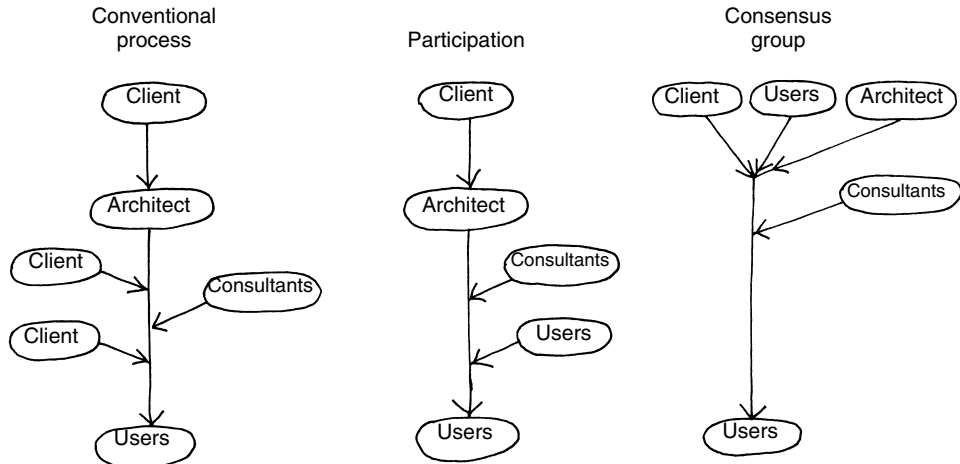 Conventional
process
Client
Architect
Client
Consultants
Client
Users
Participation
Client
Architect
Consultants
Users
Users
Consensus
group
Client
Users
Architect
Consultants
Users